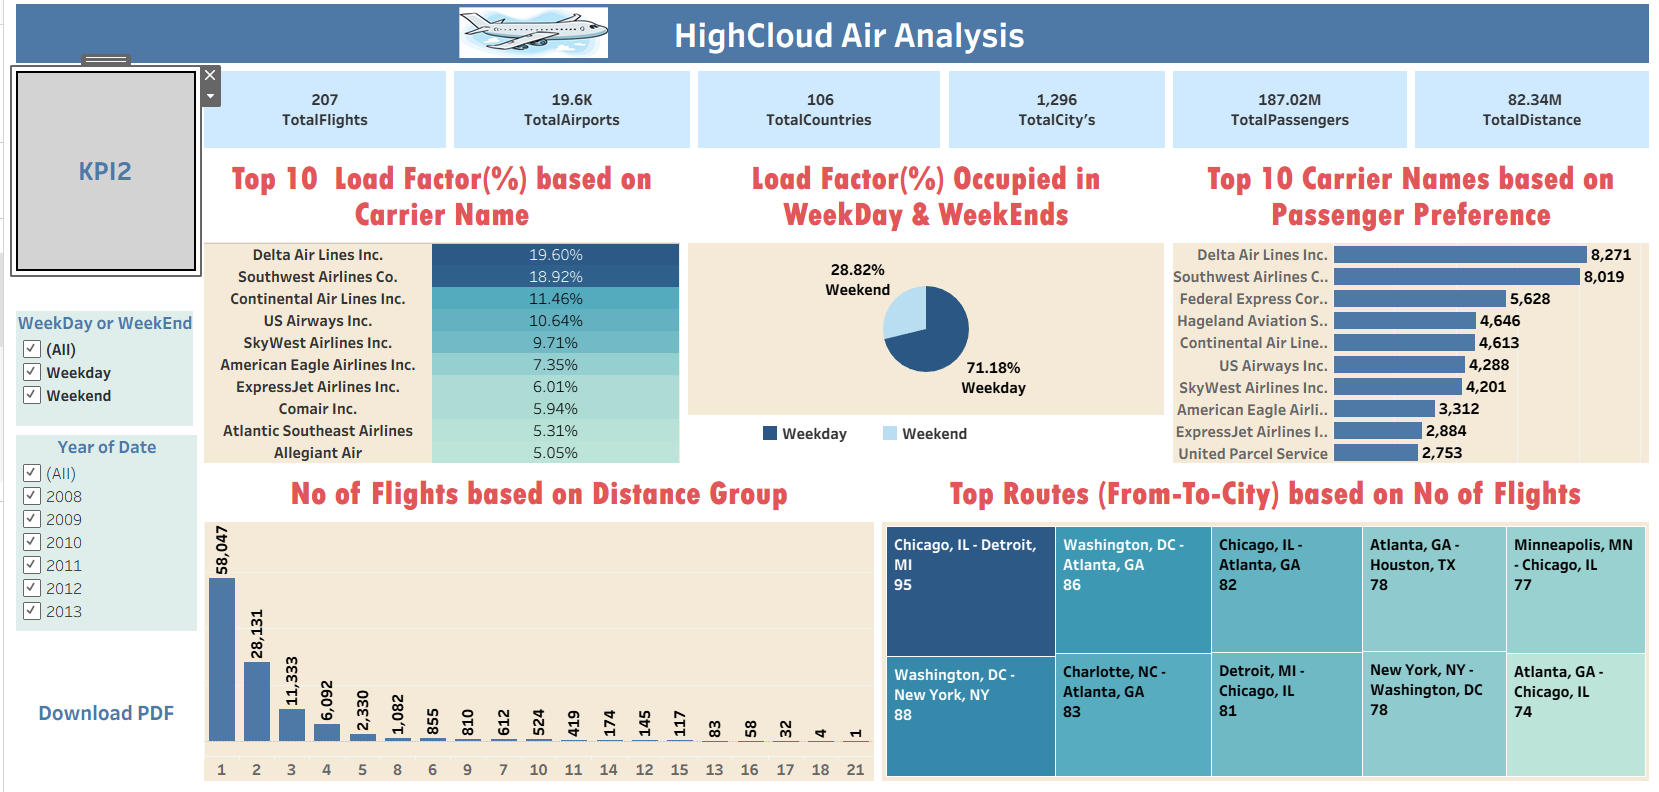 HighCloud Air Analysis
KPI2
207
TotalFlights
19.6K
TotalAirports
106
TotalCountries
1,296
TotalCity's
187.02M
TotalPassengers
82.34M
TotalDistance
WeekDay or WeekEnd
(All)
Weekday
Weekend
Year of Date
(All)
2008
2009
2010
2011
2012
2013
Download PDF
Top 10 Load Factor(%) based on
Carrier Name
Delta Air Lines Inc. 19.60%
Southwest Airlines Co. 18.92%
Continental Air Lines Inc. 11.46%
US Airways Inc. 10.64%
SkyWest Airlines Inc. 9.71%
American Eagle Airlines Inc. 7.35%
ExpressJet Airlines Inc. 6.01%
Comair Inc. 5.94%
Atlantic Southeast Airlines 5.31%
Allegiant Air 5.05%
Load Factor(%) Occupied in
WeekDay & WeekEnds
28.82%
Weekend
71.18%
Weekday
Weekday Weekend
Top 10 Carrier Names based on
Passenger Preference
Delta Air Lines Inc. 8,271
Southwest Airlines C.. 8,019
Federal Express Cor.. 5,628
Hageland Aviation S.. 4,646
Continental Air Line.. 4,613
US Airways Inc. 4,288
SkyWest Airlines Inc. 4,201
American Eagle Airli.. 3,312
ExpressJet Airlines I.. 2,884
United Parcel Service 2,753
No of Flights based on Distance Group
58,047 28,131 11,333 6,092 2,330 1,082 855 810 612 524 419 174 145 117 83 58 32 4 1
1 2 3 4 5 8 6 9 7 10 11 14 12 15 13 16 17 18 21
Top Routes (From-To-City) based on No of Flights
Chicago, IL - Detroit,
MI
95
Washington, DC -
Atlanta, GA
86
Chicago, IL -
Atlanta, GA
82
Atlanta, GA -
Houston, TX
78
Minneapolis, MN
- Chicago, IL
77
Washington, DC -
New York, NY
88
Charlotte, NC -
Atlanta, GA
83
Detroit, MI -
Chicago, IL
81
New York, NY -
Washington, DC
78
Atlanta, GA -
Chicago, IL
74